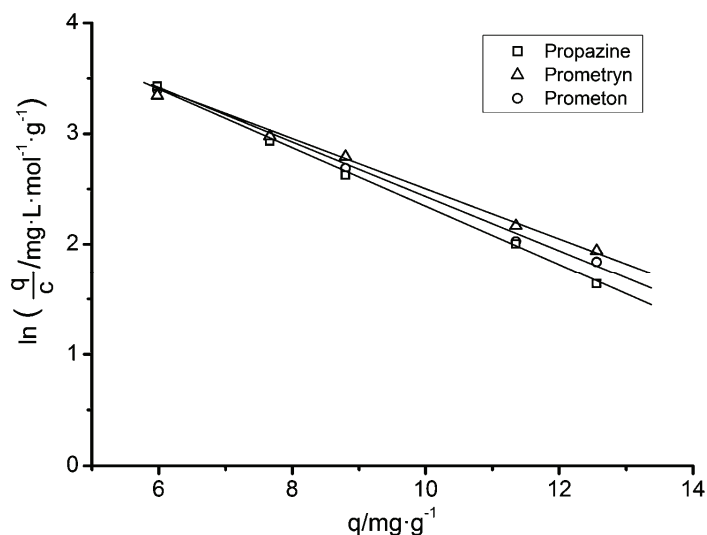 4
3
2
1
0
6
8
10
12
14
ln ( q/c /mg·L·mol⁻¹·g⁻¹)
q/mg·g⁻¹
Propazine
Prometryn
Prometon